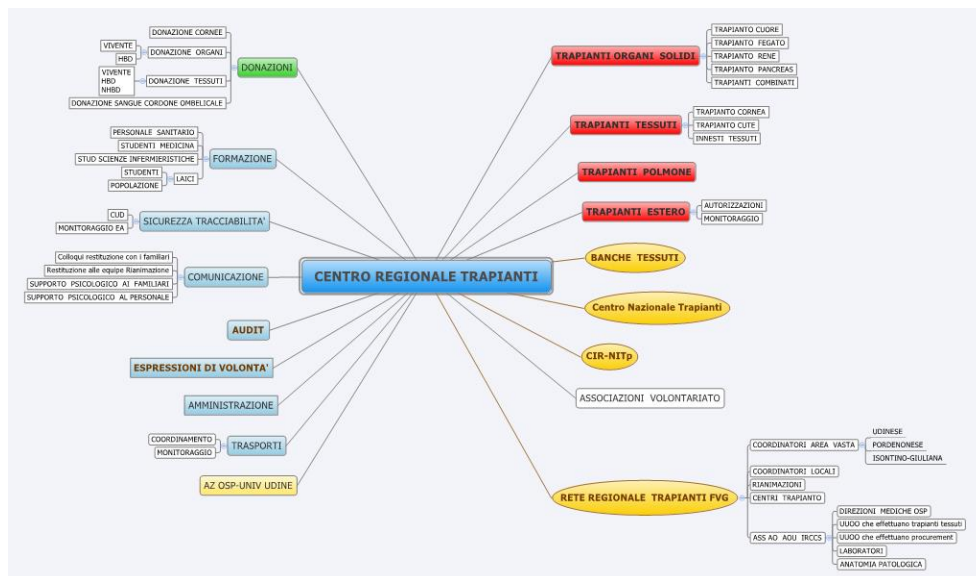 DONAZIONE CORNEE
VIVENTE
HBD
DONAZIONE ORGANI
VIVENTE
HBD
NHBD
DONAZIONE TESSUTI
DONAZIONE SANGUE CORDONE OMBELICALE
DONAZIONI
PERSONALE SANITARIO
STUDENTI MEDICINA
STUD SCIENZE INFERMIERISTICHE
STUDENTI
POPOLAZIONE
LAICI
FORMAZIONE
CUD
MONITORAGGIO EA
SICUREZZA TRACCIABILITA'
Colloqui restituzione con i familiari
Restituzione alle equipe Rianimazione
SUPPORTO PSICOLOGICO AI FAMILIARI
SUPPORTO PSICOLOGICO AL PERSONALE
COMUNICAZIONE
AUDIT
ESPRESSIONI DI VOLONTA'
AMMINISTRAZIONE
COORDINAMENTO
MONITORAGGIO
TRASPORTI
AZ OSP-UNIV UDINE
CENTRO REGIONALE TRAPIANTI
TRAPIANTI ORGANI SOLIDI
TRAPIANTO CUORE
TRAPIANTO FEGATO
TRAPIANTO RENE
TRAPIANTO PANCREAS
TRAPIANTI COMBINATI
TRAPIANTI TESSUTI
TRAPIANTO CORNEA
TRAPIANTO CUTE
INNESTI TESSUTI
TRAPIANTI POLMONE
TRAPIANTI ESTERO
AUTORIZZAZIONI
MONITORAGGIO
BANCHE TESSUTI
Centro Nazionale Trapianti
CIR-NITp
ASSOCIAZIONI VOLONTARIATO
RETE REGIONALE TRAPIANTI FVG
COORDINATORI AREA VASTA
UDINESE
PORDENONESE
ISONTINO-GIULIANA
COORDINATORI LOCALI
RIANIMAZIONI
CENTRI TRAPIANTO
ASS AO AOU IRCCS
DIREZIONI MEDICHE OSP
UUOO che effettuano trapianti tessuti
UUOO che effettuano procurement
LABORATORI
ANATOMIA PATOLOGICA